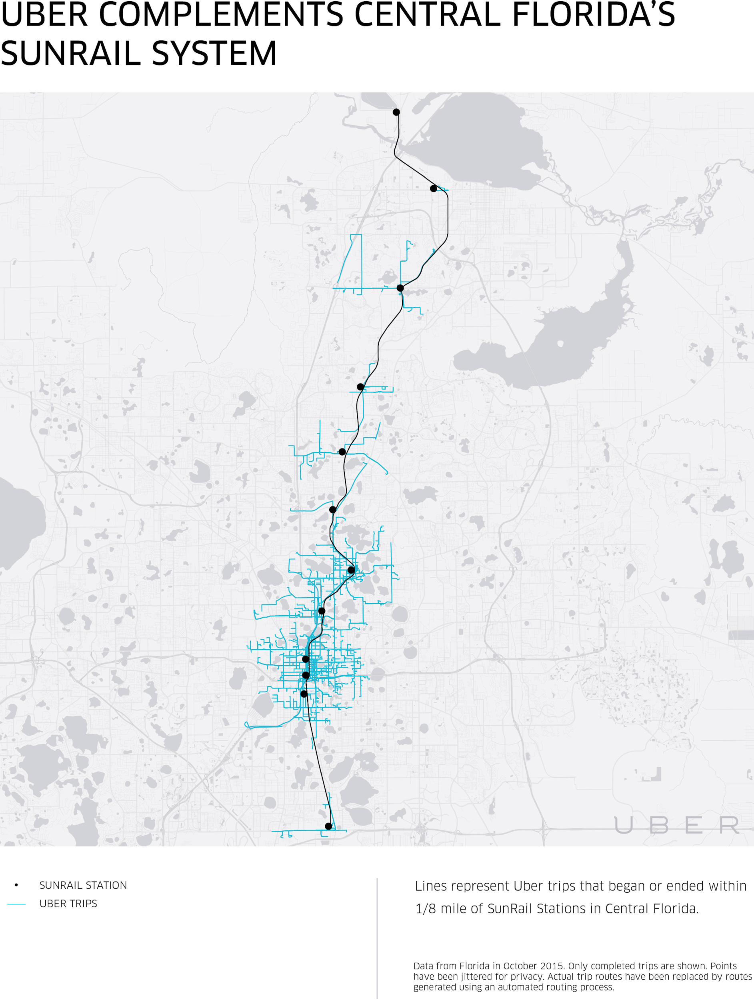 UBER COMPLEMENTS CENTRAL FLORIDA’S
SUNRAIL SYSTEM
UBER
SUNRAIL STATION
UBER TRIPS
Lines represent Uber trips that began or ended within
1/8 mile of SunRail Stations in Central Florida.
Data from Florida in October 2015. Only completed trips are shown. Points
have been jittered for privacy. Actual trip routes have been replaced by routes
generated using an automated routing process.